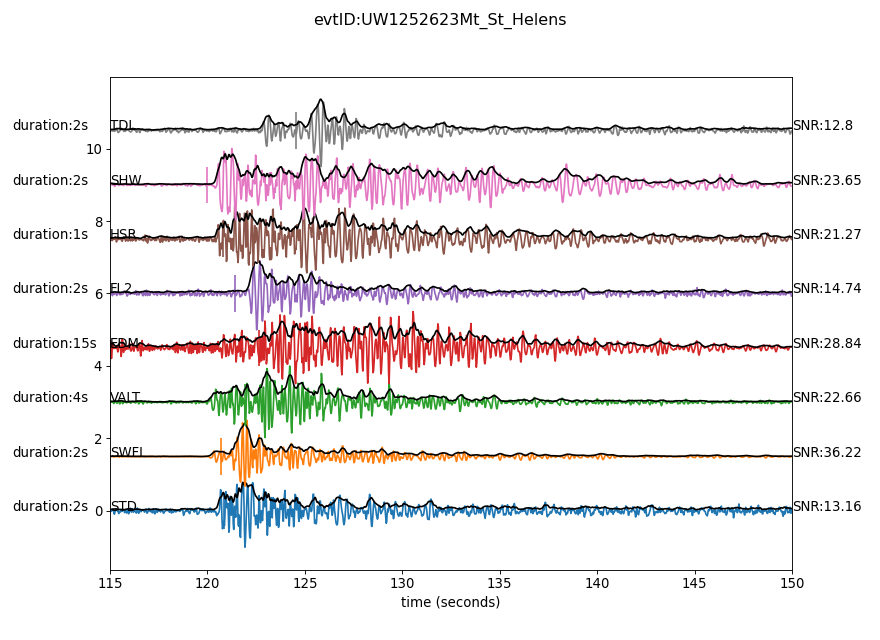 evtID:UW1252623Mt_St_Helens
duration:2s TDL SNR:12.8
10
duration:2s SHW SNR:23.65
duration:1s HSR SNR:21.27
8
duration:2s FL2 SNR:14.74
6
duration:15s EDM SNR:28.84
4
duration:4s VALT SNR:22.66
2
duration:2s SWFL SNR:36.22
duration:2s STD SNR:13.16
0
115 120 125 130 135 140 145 150
time (seconds)